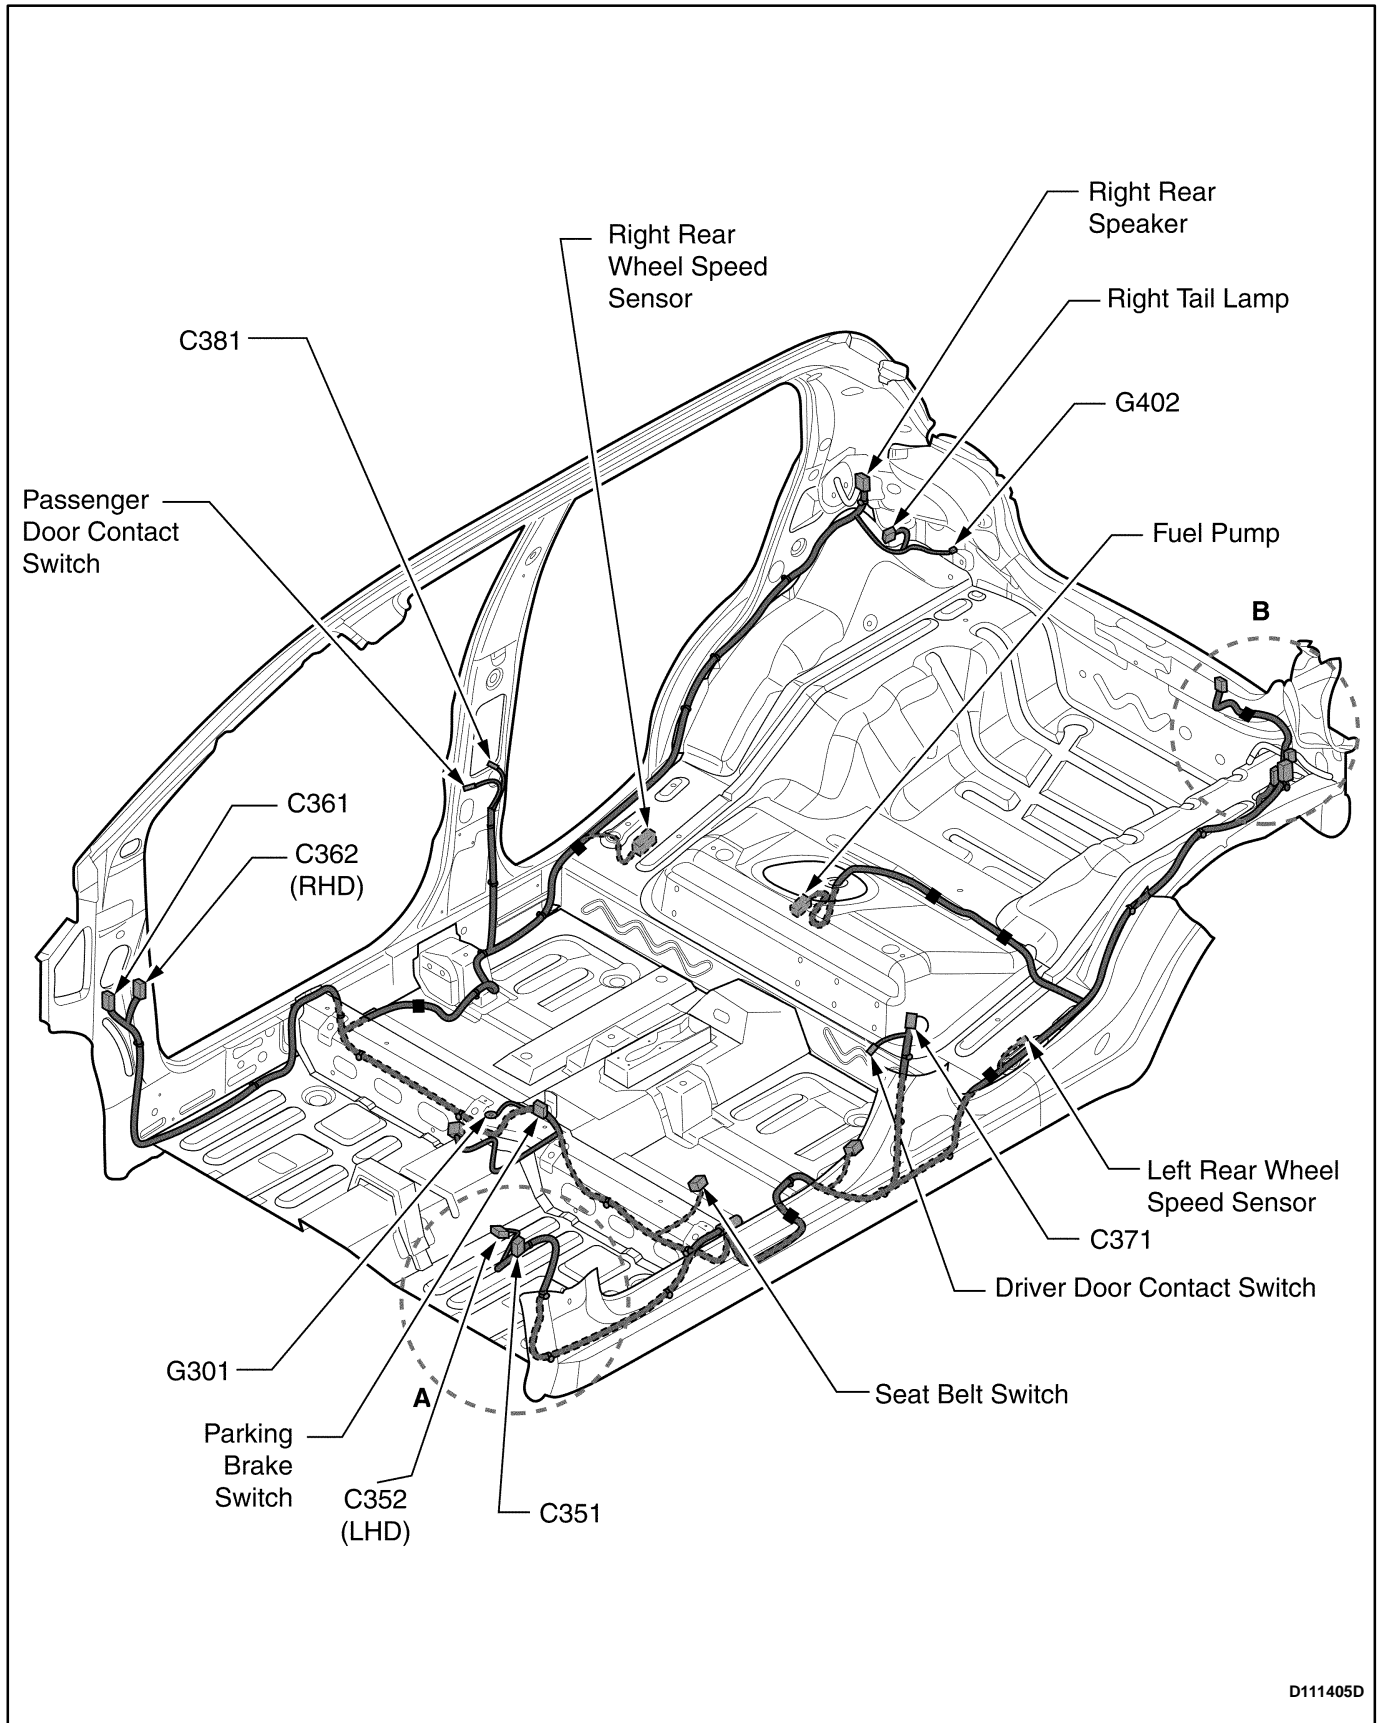 Right Rear
Speaker
Right Rear
Wheel Speed
Sensor
Right Tail Lamp
C381
G402
Passenger
Door Contact
Switch
Fuel Pump
B
C361
C362
(RHD)
Left Rear Wheel
Speed Sensor
C371
Driver Door Contact Switch
G301
A
Seat Belt Switch
Parking
Brake
Switch
C352
(LHD)
C351
D111405D